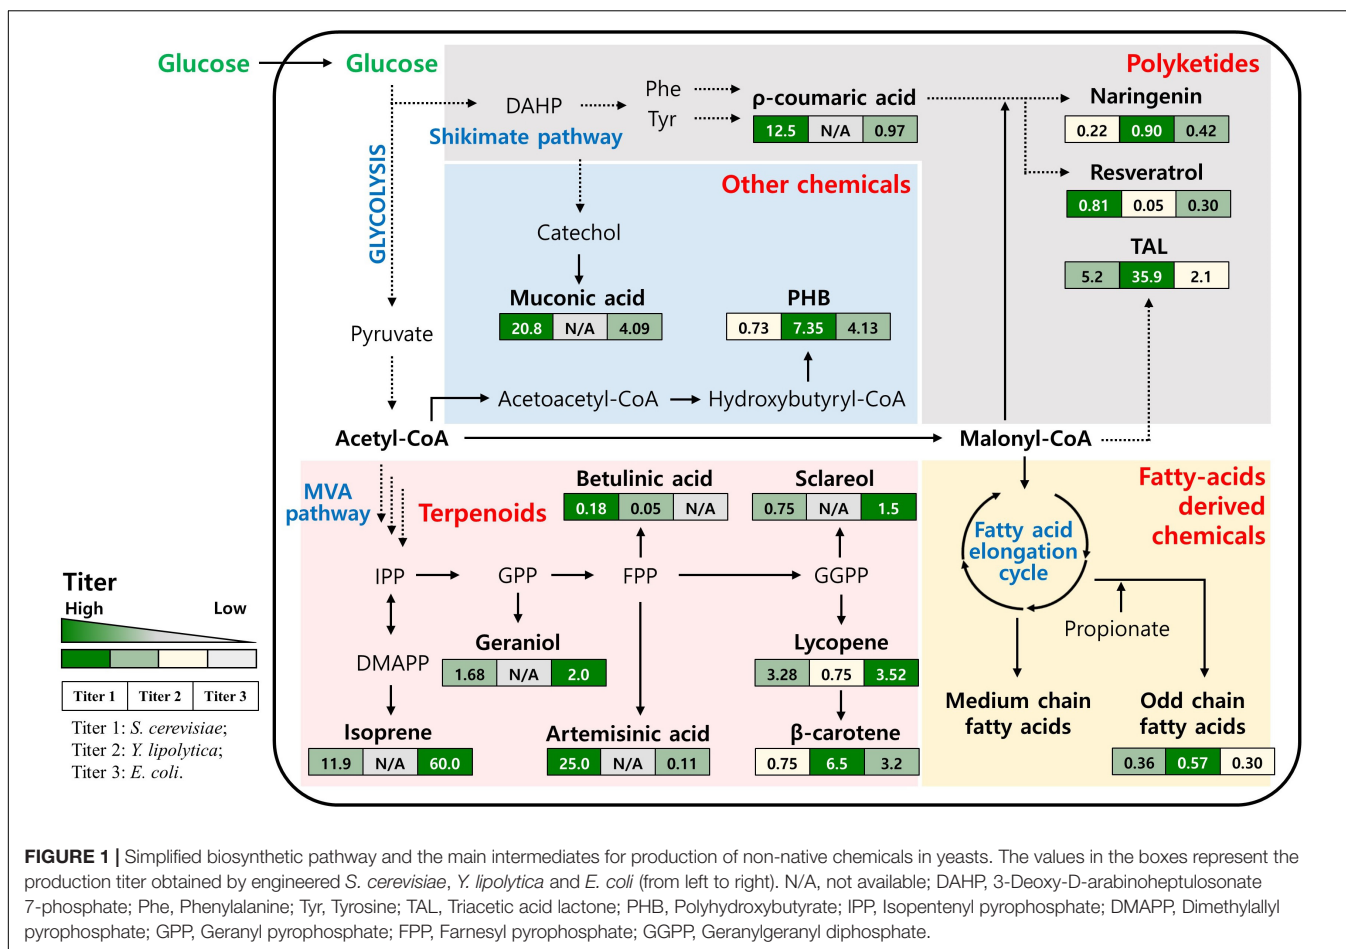 Glucose
Glucose
Polyketides
DAHP
Phe
Tyr
ρ-coumaric acid
12.5 N/A 0.97
Naringenin
0.22 0.90 0.42
Shikimate pathway
Resveratrol
0.81 0.05 0.30
TAL
5.2 35.9 2.1
GLYCOLYSIS
Other chemicals
Catechol
Muconic acid
20.8 N/A 4.09
PHB
0.73 7.35 4.13
Pyruvate
Acetoacetyl-CoA
Hydroxybutyryl-CoA
Acetyl-CoA
Malonyl-CoA
MVA
pathway
Terpenoids
Betulinic acid
0.18 0.05 N/A
Sclareol
0.75 N/A 1.5
IPP
GPP
FPP
GGPP
DMAPP
Geraniol
1.68 N/A 2.0
Lycopene
3.28 0.75 3.52
Isoprene
11.9 N/A 60.0
Artemisinic acid
25.0 N/A 0.11
β-carotene
0.75 6.5 3.2
Fatty-acids
derived
chemicals
Fatty acid
elongation
cycle
Propionate
Medium chain
fatty acids
Odd chain
fatty acids
0.36 0.57 0.30
Titer
High Low
Titer 1 Titer 2 Titer 3
Titer 1: S. cerevisiae;
Titer 2: Y. lipolytica;
Titer 3: E. coli.
FIGURE 1 | Simplified biosynthetic pathway and the main intermediates for production of non-native chemicals in yeasts. The values in the boxes represent the
production titer obtained by engineered S. cerevisiae, Y. lipolytica and E. coli (from left to right). N/A, not available; DAHP, 3-Deoxy-D-arabinoheptulosonate
7-phosphate; Phe, Phenylalanine; Tyr, Tyrosine; TAL, Triacetic acid lactone; PHB, Polyhydroxybutyrate; IPP, Isopentenyl pyrophosphate; DMAPP, Dimethylallyl
pyrophosphate; GPP, Geranyl pyrophosphate; FPP, Farnesyl pyrophosphate; GGPP, Geranylgeranyl diphosphate.